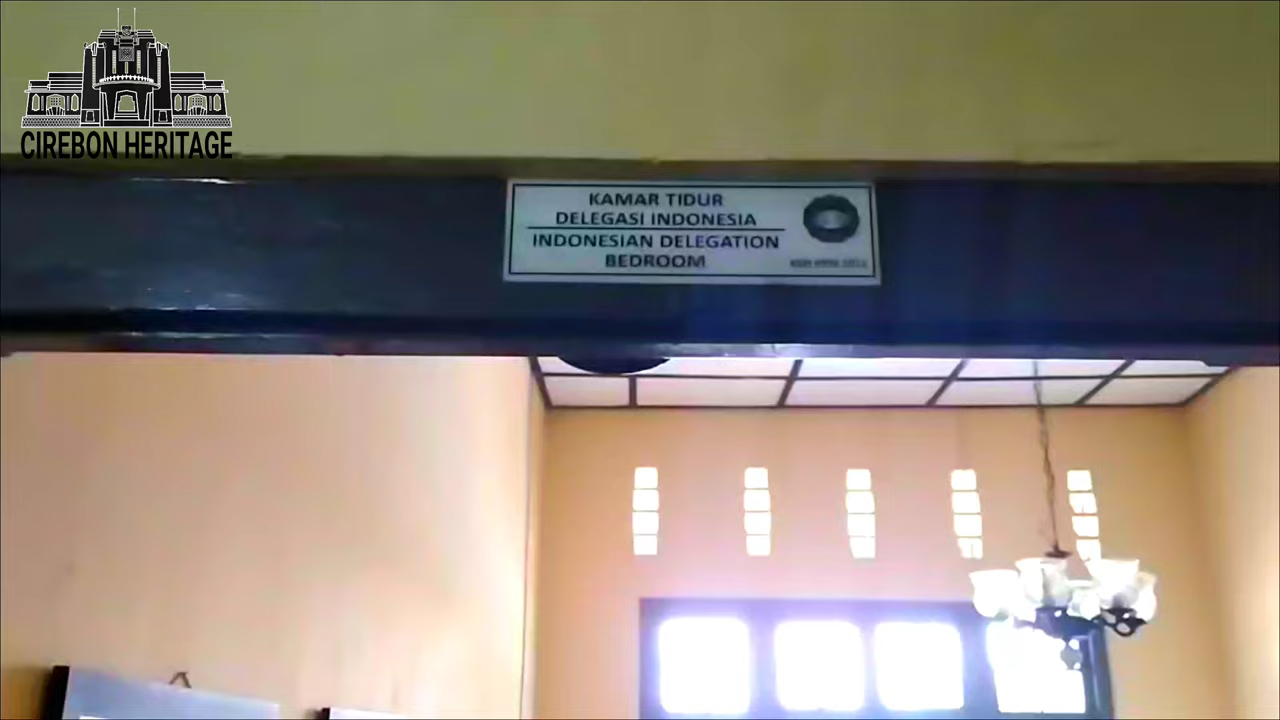 CIREBON HERITAGE
KAMAR TIDUR
DELEGASI INDONESIA
INDONESIAN DELEGATION
BEDROOM